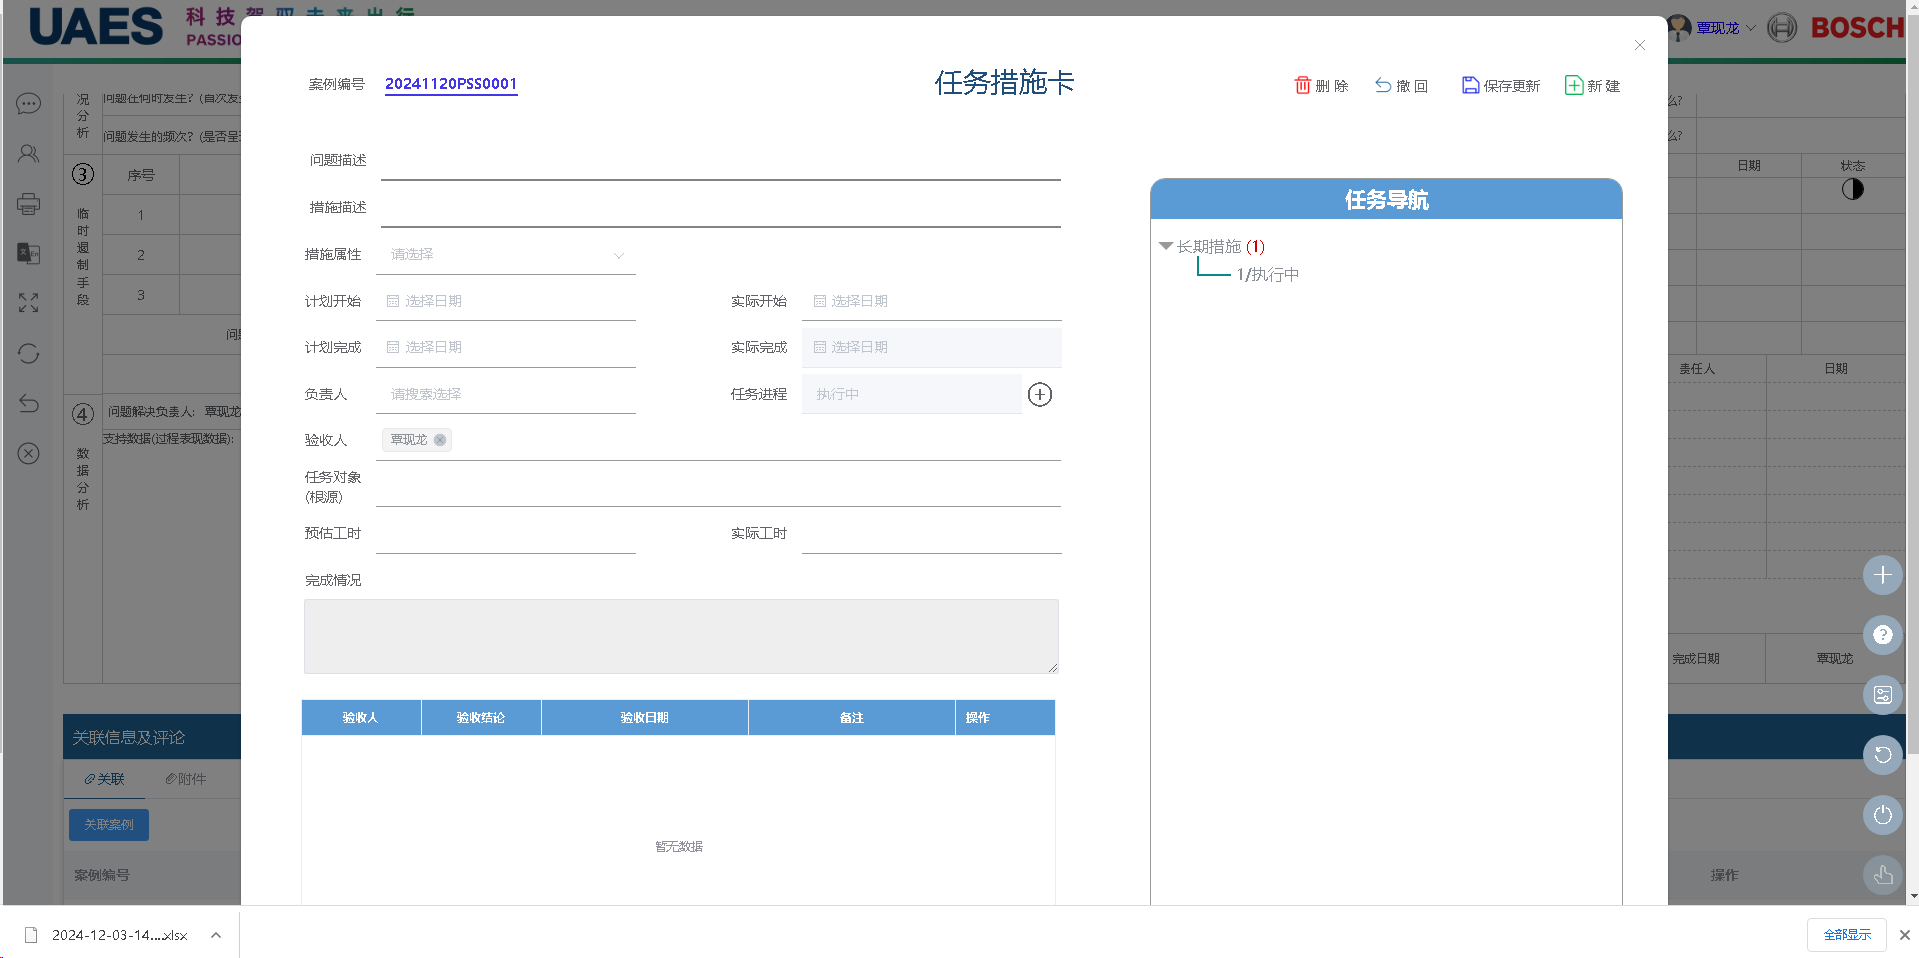 UAES
科技驾驭未来出行
PASSIO
覃现龙
BOSCH
案例编号
20241120PSS0001
任务措施卡
删 除
撤 回
保存更新
新 建
况分析
问题在何时发生? (首次发
问题发生的频次? (是否呈
么?
么?
③
临时遏制手段
序号
1
2
3
日期
状态
问
责任人
日期
④
数据分析
问题解决负责人: 覃现龙
支持数据(过程表现数据):
完成日期
覃现龙
问题描述
措施描述
措施属性
请选择
计划开始
选择日期
实际开始
选择日期
计划完成
选择日期
实际完成
选择日期
负责人
请搜索选择
任务进程
执行中
验收人
覃现龙
任务对象
(根源)
预估工时
实际工时
完成情况
验收人
验收结论
验收日期
备注
操作
暂无数据
任务导航
长期措施 (1)
1/执行中
关联信息及评论
关联
附件
关联案例
案例编号
操作
2024-12-03-14....xlsx
全部显示